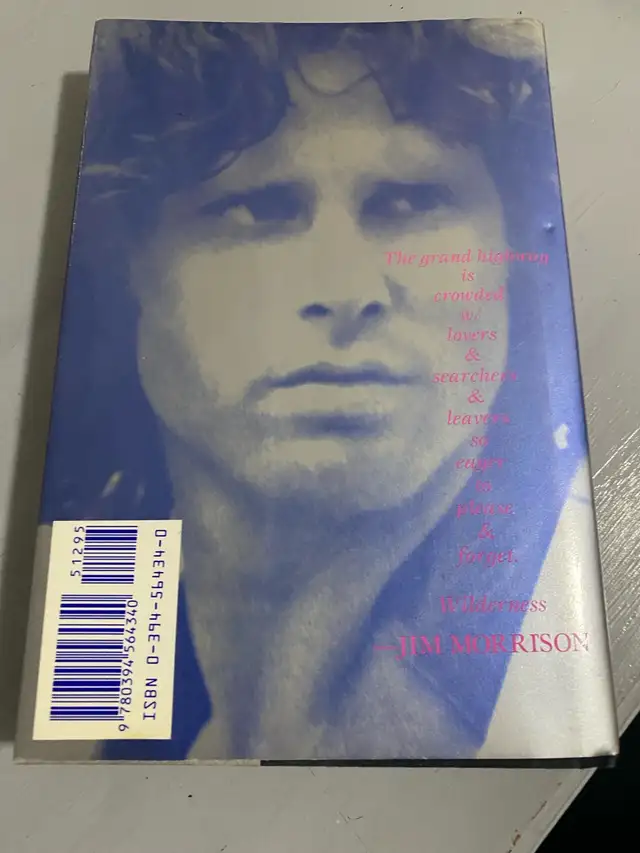 The grand highway
is
crowded
w/
lovers
&
searchers
&
leavers
so
eager
to
please
&
forget.
Wilderness
—JIM MORRISON
51295
9 780394 564340
ISBN 0-394-56434-0